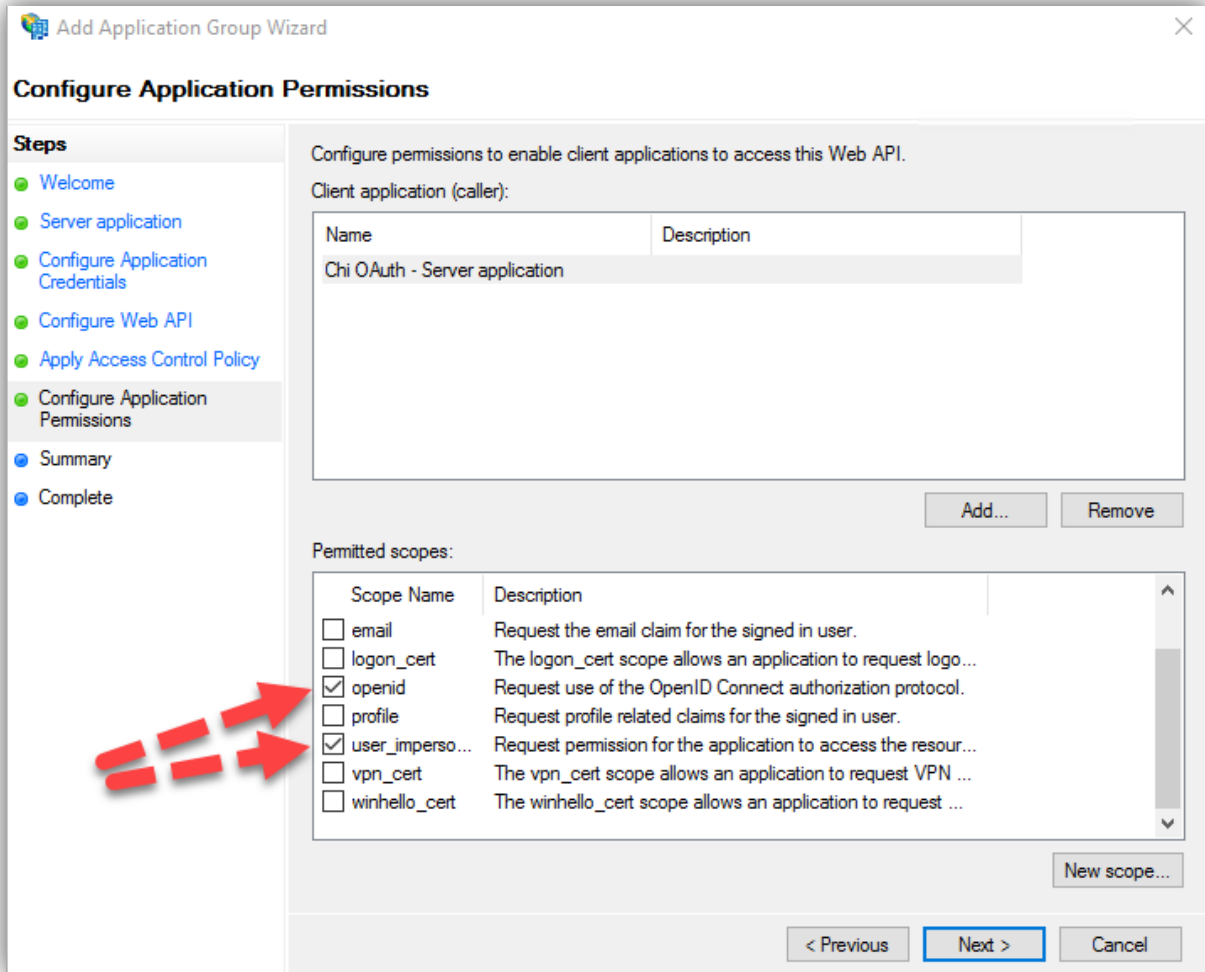 Add Application Group Wizard
Configure Application Permissions
Steps
Welcome
Server application
Configure Application
Credentials
Configure Web API
Apply Access Control Policy
Configure Application
Permissions
Summary
Complete
Configure permissions to enable client applications to access this Web API.
Client application (caller):
Name Description
Chi OAuth - Server application
Add... Remove
Permitted scopes:
Scope Name Description
email Request the email claim for the signed in user.
logon_cert The logon_cert scope allows an application to request logo...
openid Request use of the OpenID Connect authorization protocol.
profile Request profile related claims for the signed in user.
user_imperso... Request permission for the application to access the resour...
vpn_cert The vpn_cert scope allows an application to request VPN ...
winhello_cert The winhello_cert scope allows an application to request ...
New scope...
< Previous Next > Cancel